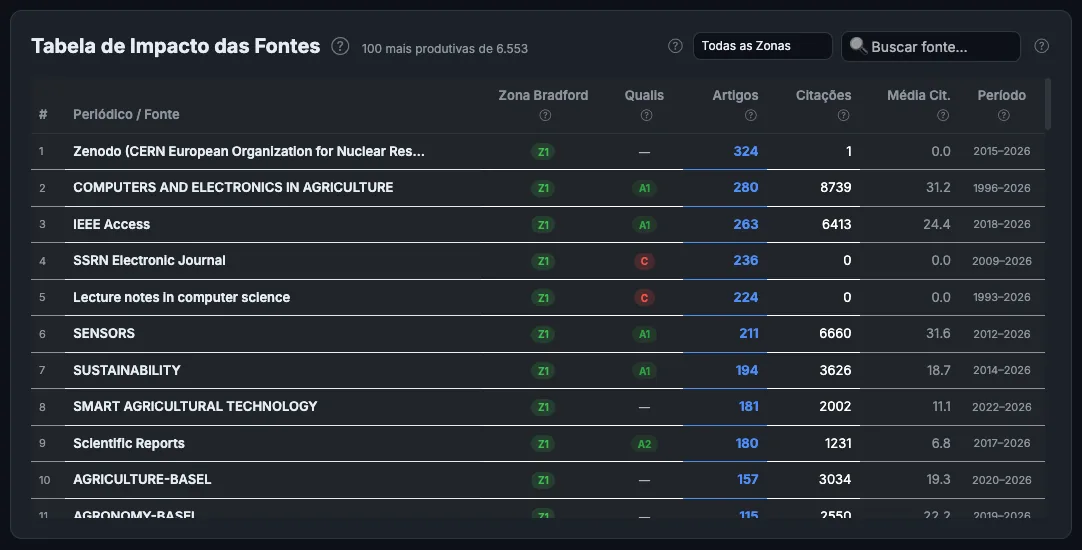 Tabela de Impacto das Fontes ? 100 mais produtivas de 6.553 ? Todas as Zonas Buscar fonte... ?
# Periódico / Fonte Zona Bradford ? Qualis ? Artigos ? Citações ? Média Cit. ? Período ?
1 Zenodo (CERN European Organization for Nuclear Res... Z1 — 324 1 0.0 2015–2026
2 COMPUTERS AND ELECTRONICS IN AGRICULTURE Z1 A1 280 8739 31.2 1996–2026
3 IEEE Access Z1 A1 263 6413 24.4 2018–2026
4 SSRN Electronic Journal Z1 C 236 0 0.0 2009–2026
5 Lecture notes in computer science Z1 C 224 0 0.0 1993–2026
6 SENSORS Z1 A1 211 6660 31.6 2012–2026
7 SUSTAINABILITY Z1 A1 194 3626 18.7 2014–2026
8 SMART AGRICULTURAL TECHNOLOGY Z1 — 181 2002 11.1 2022–2026
9 Scientific Reports Z1 A2 180 1231 6.8 2017–2026
10 AGRICULTURE-BASEL Z1 — 157 3034 19.3 2020–2026
11 AGRONOMY-BASEL Z1 — 115 2550 22.2 2019–2026